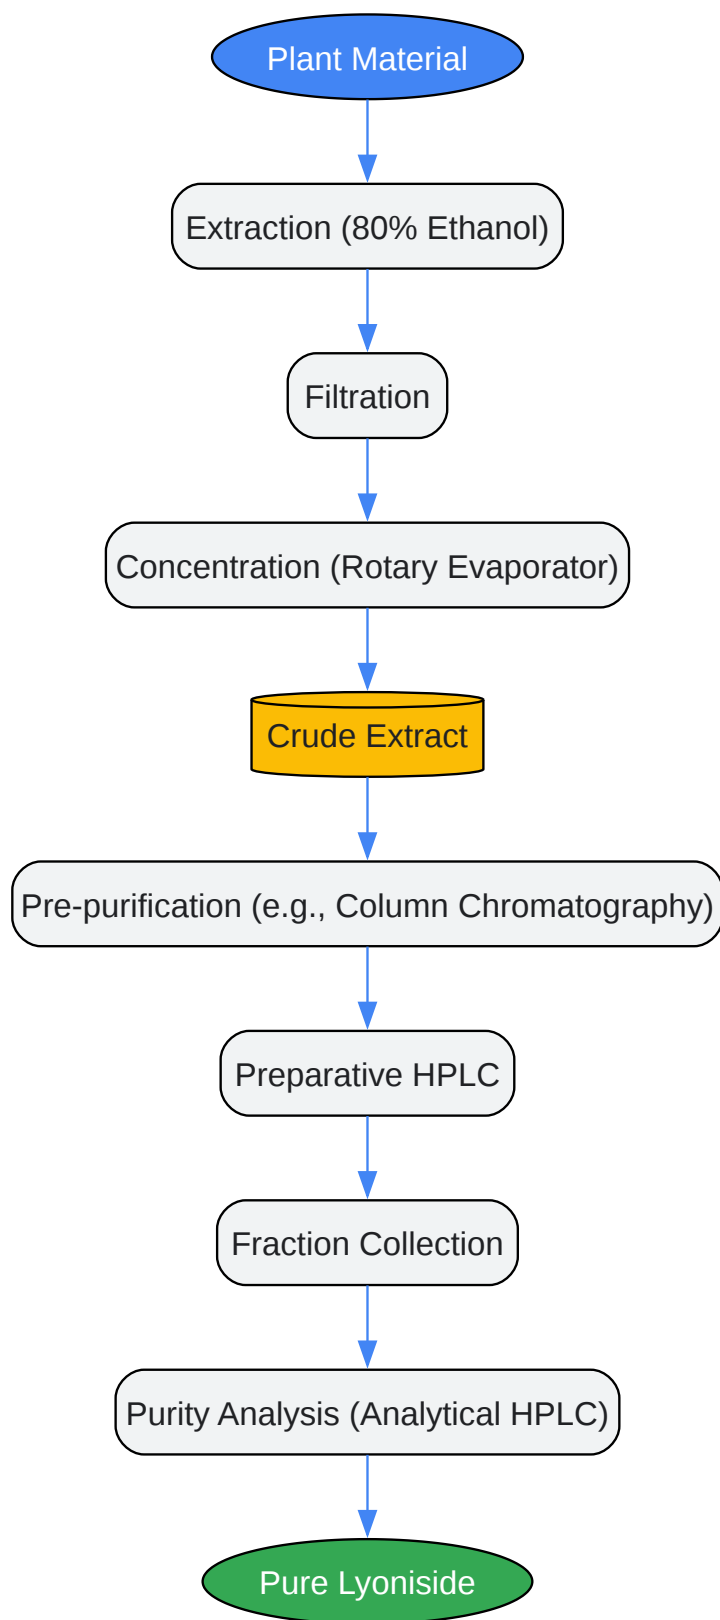 Plant Material
Extraction (80% Ethanol)
Filtration
Concentration (Rotary Evaporator)
Crude Extract
Pre-purification (e.g., Column Chromatography)
Preparative HPLC
Fraction Collection
Purity Analysis (Analytical HPLC)
Pure Lyoniside